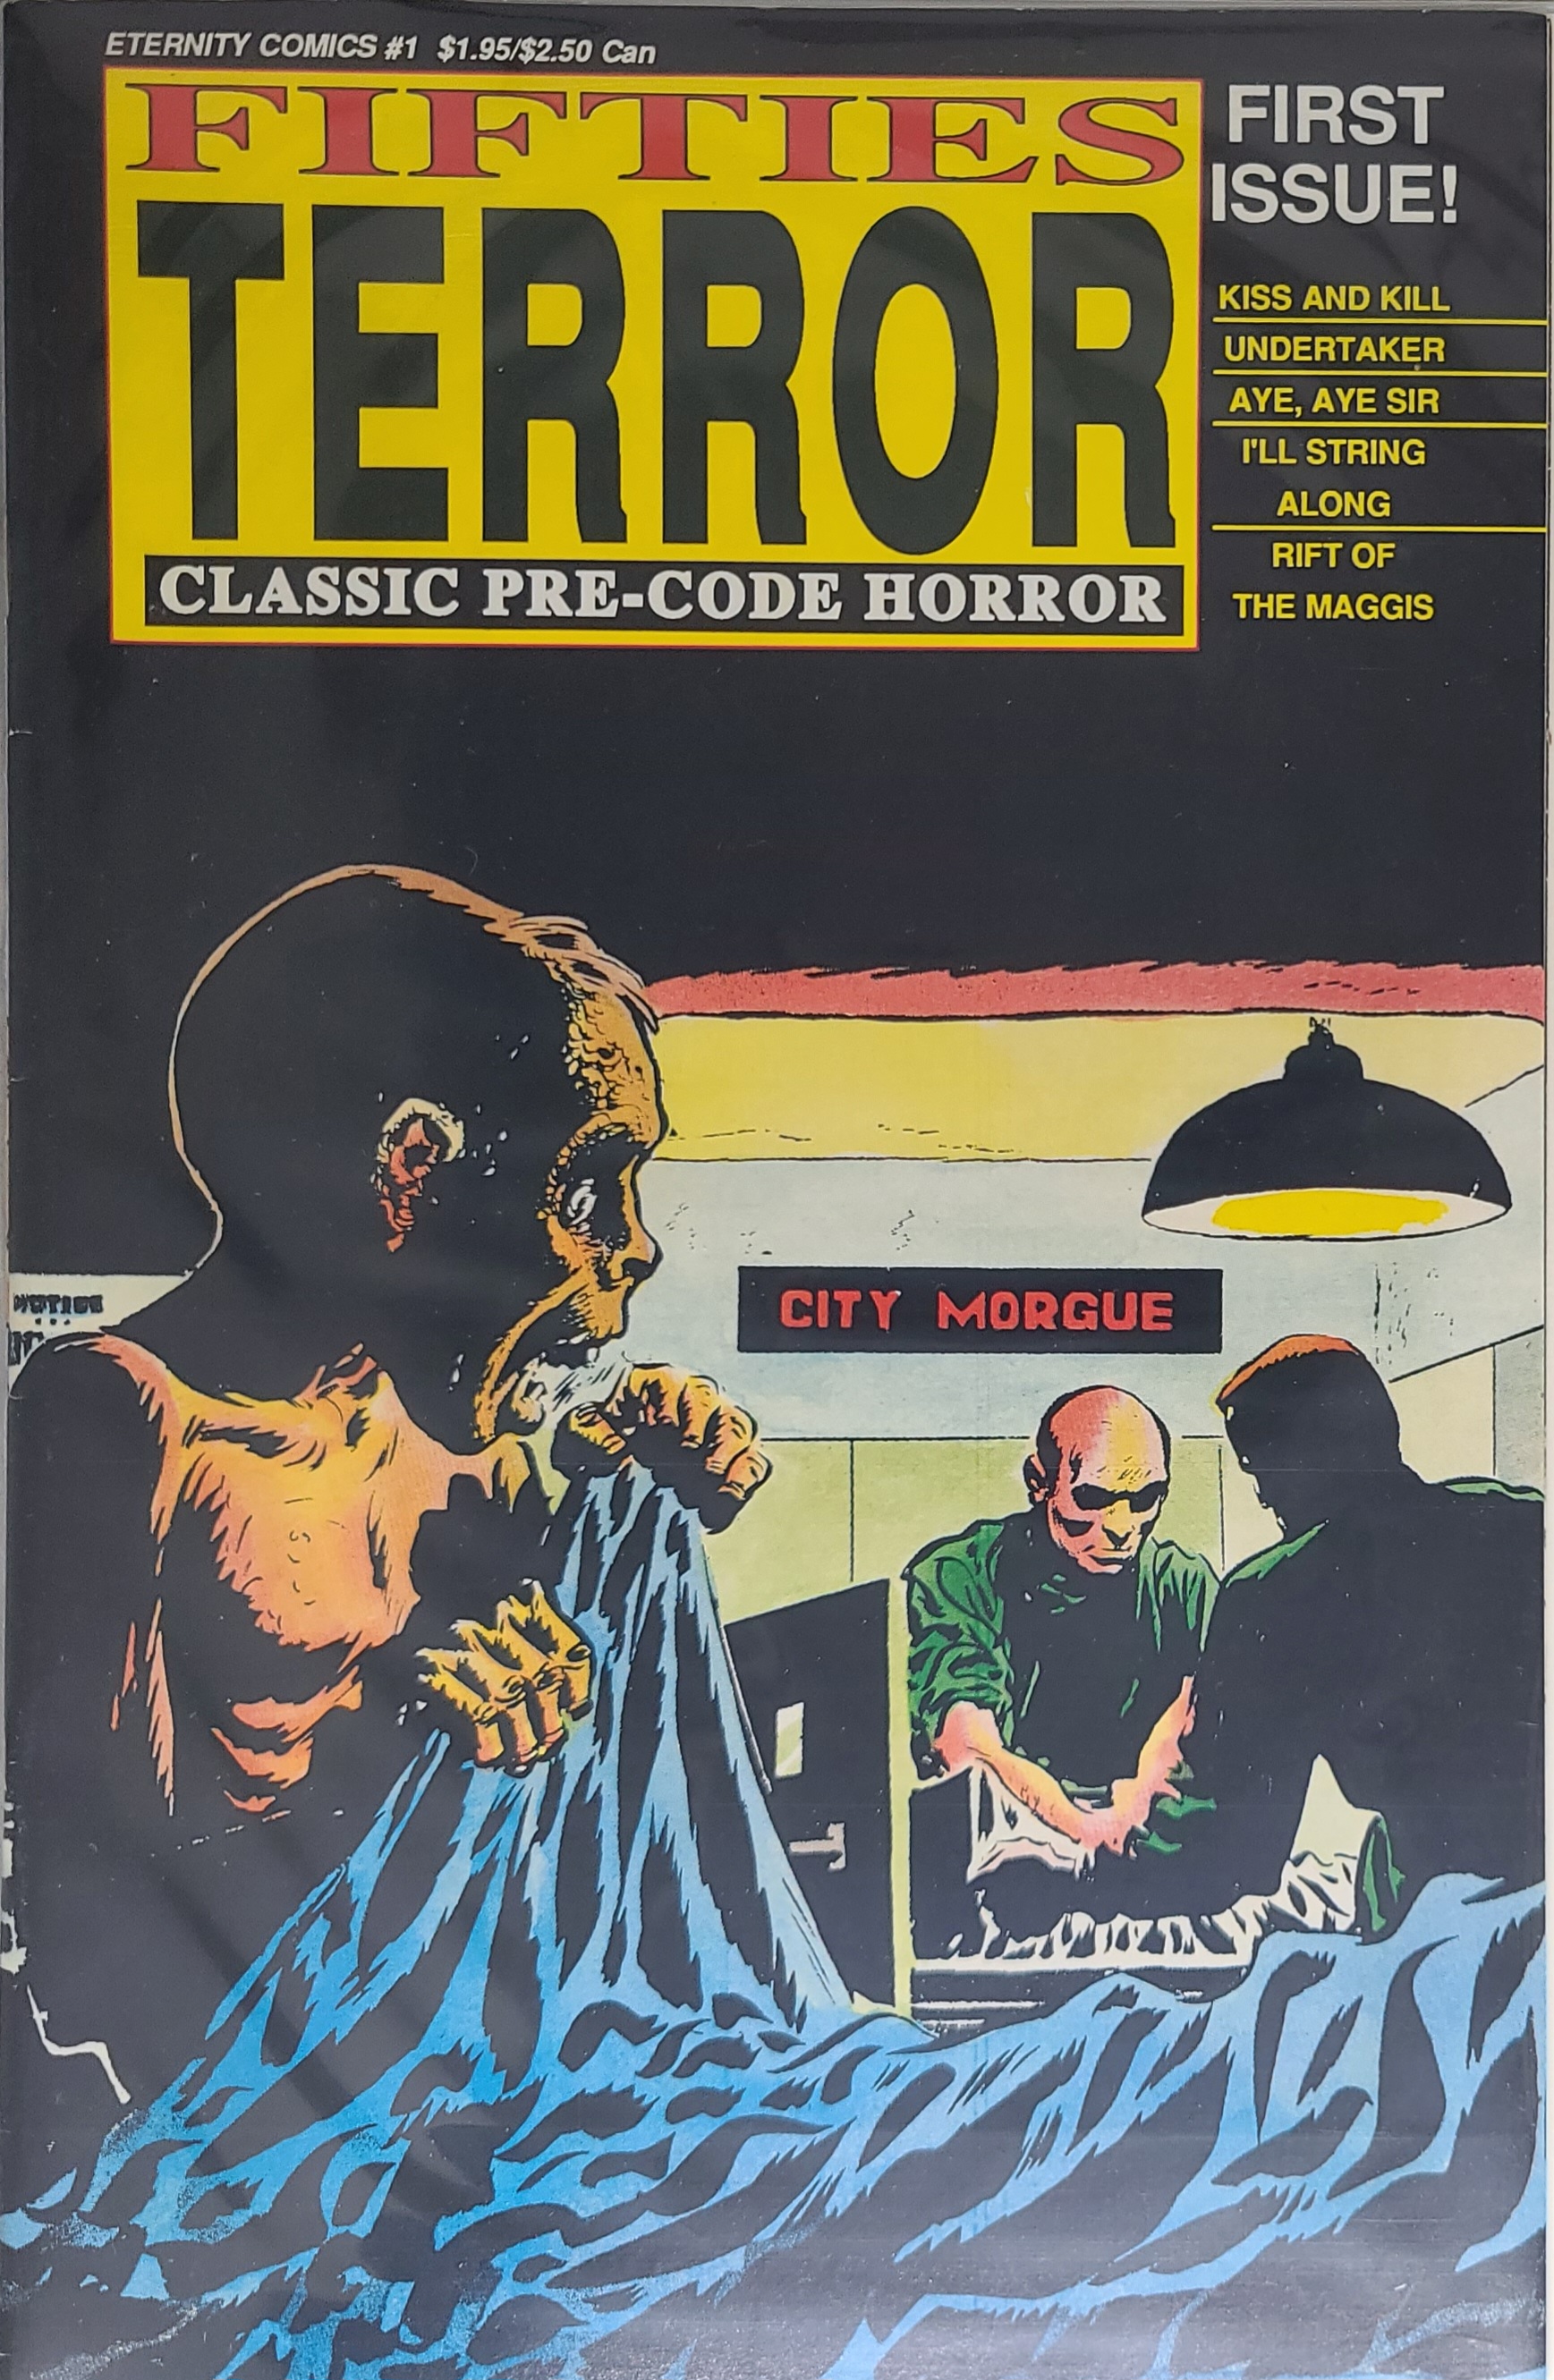 ETERNITY COMICS #1 $1.95/$2.50 Can
FIFTIES
TERROR
CLASSIC PRE-CODE HORROR
FIRST
ISSUE!
KISS AND KILL
UNDERTAKER
AYE, AYE SIR
I'LL STRING
ALONG
RIFT OF
THE MAGGIS
NOTICE
CITY MORGUE